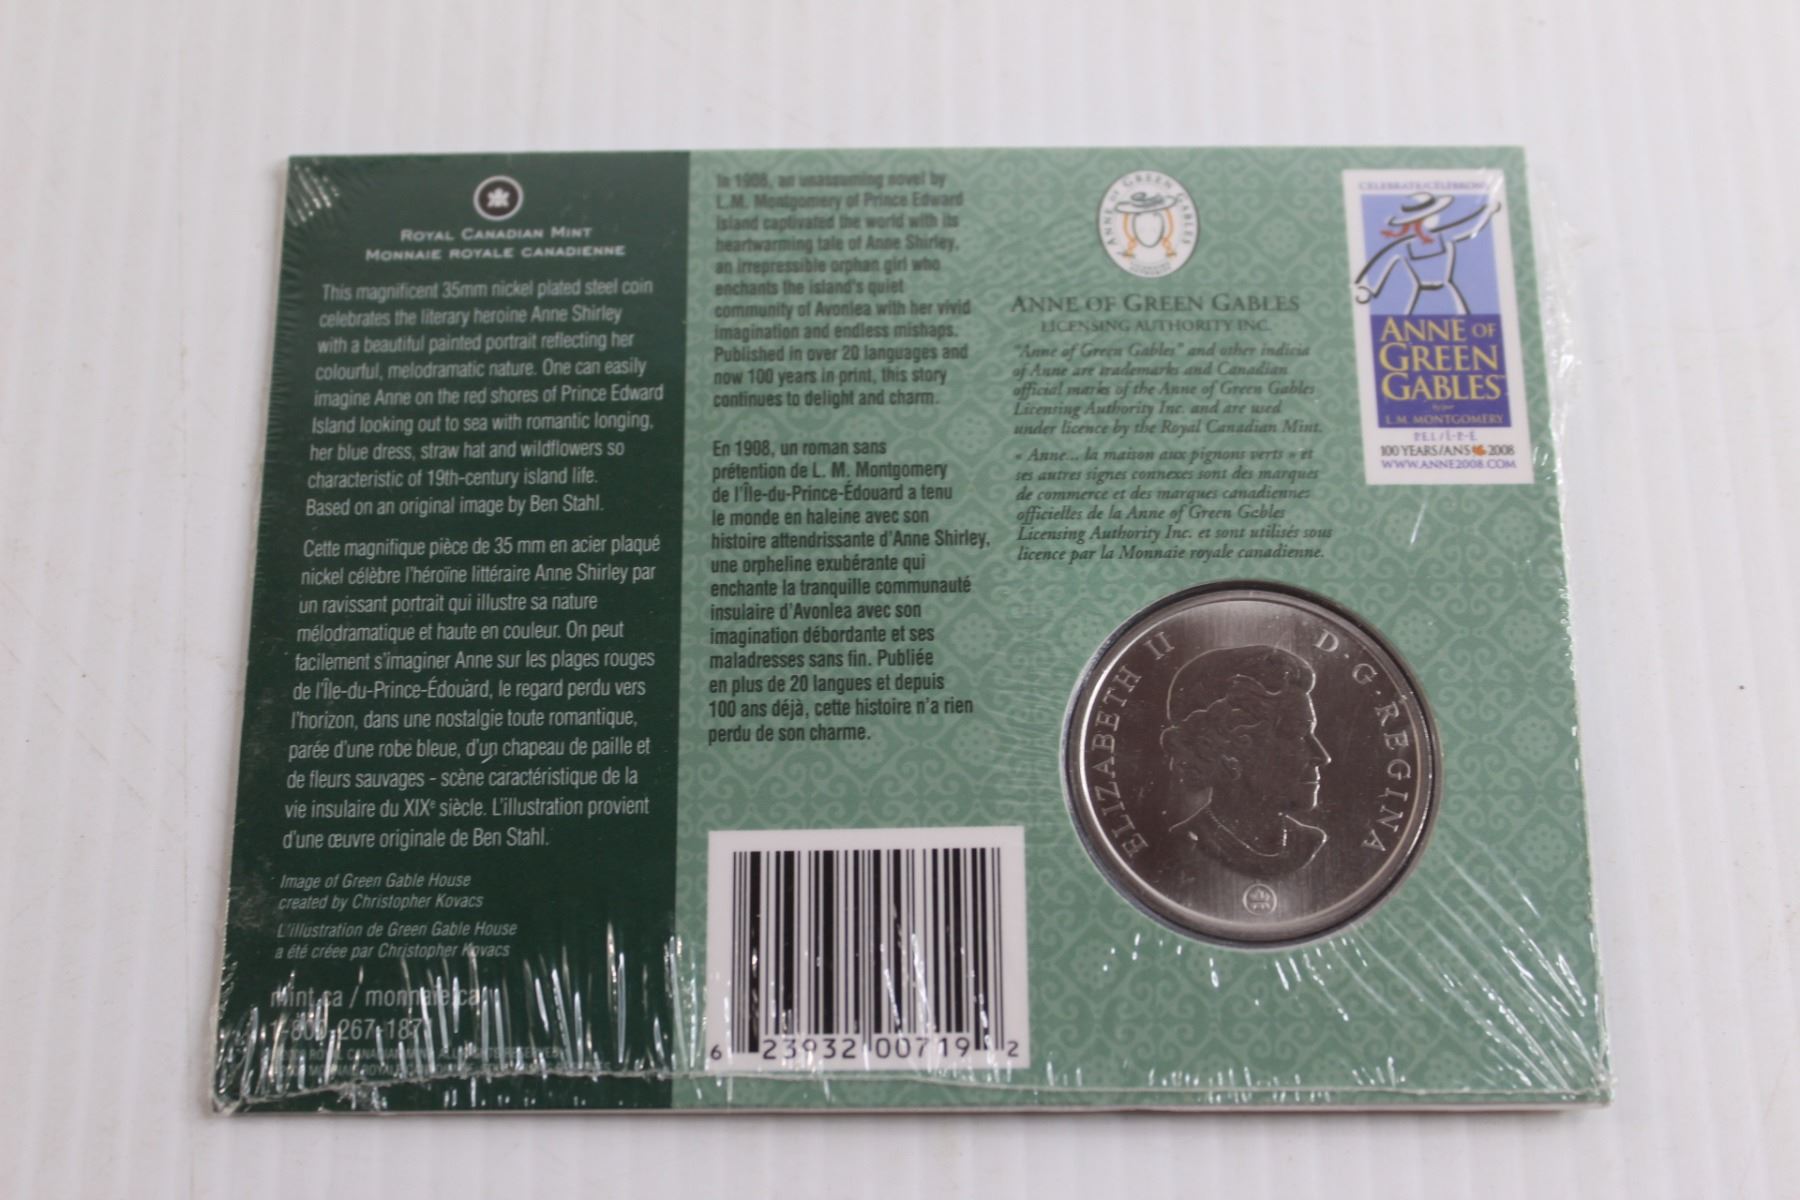 ROYAL CANADIAN MINT
MONNAIE ROYALE CANADIENNE
This magnificent 35mm nickel plated steel coin
celebrates the literary heroine Anne Shirley
with a beautiful painted portrait reflecting her
colourful, melodramatic nature. One can easily
imagine Anne on the red shores of Prince Edward
Island looking out to sea with romantic longing,
her blue dress, straw hat and wildflowers so
characteristic of 19th-century island life.
Based on an original image by Ben Stahl.
Cette magnifique pièce de 35 mm en acier plaqué
nickel célèbre l'héroïne littéraire Anne Shirley par
un ravissant portrait qui illustre sa nature
mélodramatique et haute en couleur. On peut
facilement s'imaginer Anne sur les plages rouges
de l'Île-du-Prince-Édouard, le regard perdu vers
l'horizon, dans une nostalgie toute romantique,
parée d'une robe bleue, d'un chapeau de paille et
de fleurs sauvages - scène caractéristique de la
vie insulaire du XIXe siècle. L'illustration provient
d'une œuvre originale de Ben Stahl.
Image of Green Gable House
created by Christopher Kovacs
L'illustration de Green Gable House
a été créee par Christopher Kovacs
mint.ca / monnaie.ca
1-800-267-1871
In 1908, an unassuming novel by
L.M. Montgomery of Prince Edward
Island captivated the world with its
heartwarming tale of Anne Shirley,
an irrepressible orphan girl who
enchants the island's quiet
community of Avonlea with her vivid
imagination and endless mishaps.
Published in over 20 languages and
now 100 years in print, this story
continues to delight and charm.
En 1908, un roman sans
prétention de L. M. Montgomery
de l'Île-du-Prince-Édouard a tenu
le monde en haleine avec son
histoire attendrissante d'Anne Shirley,
une orpheline exubérante qui
enchante la tranquille communauté
insulaire d'Avonlea avec son
imagination débordante et ses
maladresses sans fin. Publiée
en plus de 20 langues et depuis
100 ans déjà, cette histoire n'a rien
perdu de son charme.
6 23932 00719 2
ANNE OF GREEN GABLES
ANNE OF GREEN GABLES
LICENSING AUTHORITY INC.
"Anne of Green Gables" and other indicia
of Anne are trademarks and Canadian
official marks of the Anne of Green Gables
Licensing Authority Inc. and are used
under licence by the Royal Canadian Mint.
« Anne... la maison aux pignons verts » et
ses autres signes connexes sont des marques
de commerce et des marques canadiennes
officielles de la Anne of Green Gables
Licensing Authority Inc. et sont utilisés sous
licence par la Monnaie royale canadienne.
CELEBRATE·CELEBRONS
ANNE OF
GREEN
GABLES
by/par
L.M. MONTGOMERY
P.E.I./Î.-P.-É.
100 YEARS/ANS 2008
WWW.ANNE2008.COM
ELIZABETH II D·G·REGINA